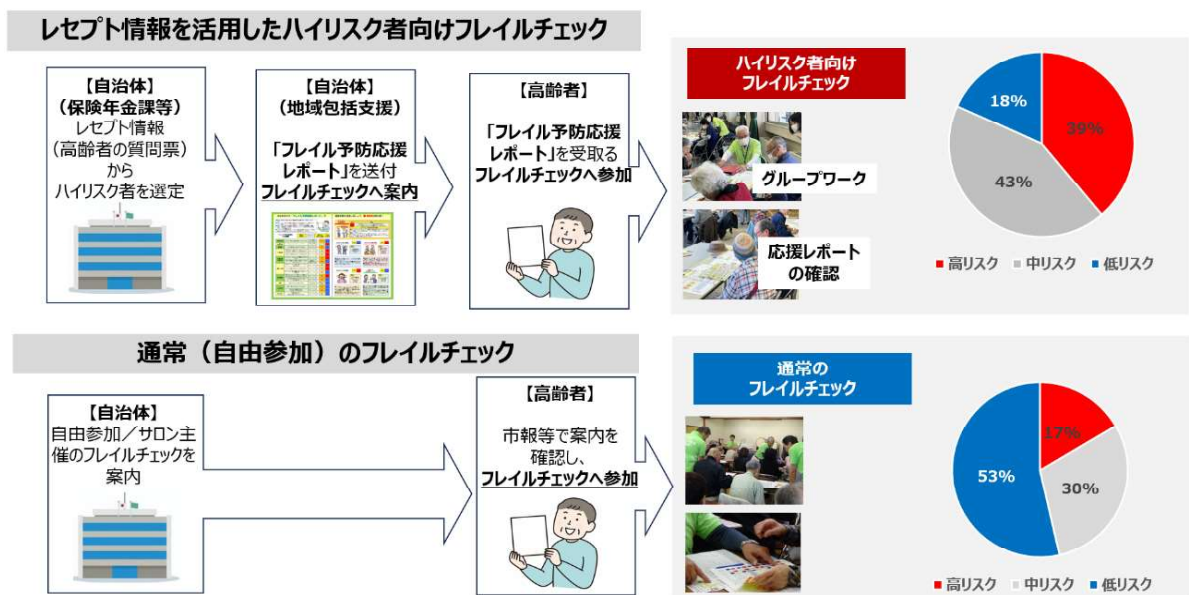 レセプト情報を活用したハイリスク者向けフレイルチェック
【自治体】
（保険年金課等）
レセプト情報
（高齢者の質問票）
から
ハイリスク者を選定
【自治体】
（地域包括支援）
「フレイル予防応援
レポート」を送付
フレイルチェックへ案内
【高齢者】
「フレイル予防応援
レポート」を受取る
フレイルチェックへ参加
ハイリスク者向け
フレイルチェック
グループワーク
応援レポート
の確認
18%
39%
43%
■高リスク ■中リスク ■低リスク
通常（自由参加）のフレイルチェック
【自治体】
自由参加／サロン主
催のフレイルチェックを
案内
【高齢者】
市報等で案内を
確認し、
フレイルチェックへ参加
通常の
フレイルチェック
17%
53%
30%
■高リスク ■中リスク ■低リスク